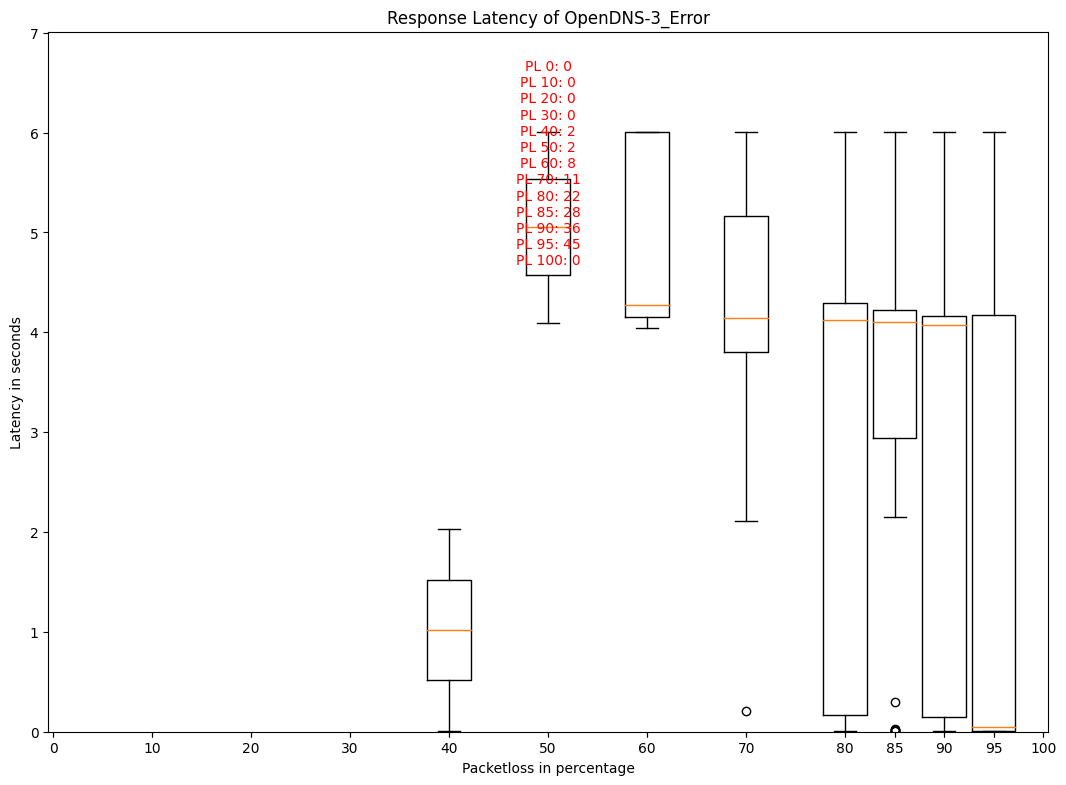 Response Latency of OpenDNS-3_Error
7
6
5
4
3
2
1
0
Latency in seconds
PL 0: 0
PL 10: 0
PL 20: 0
PL 30: 0
PL 40: 2
PL 50: 2
PL 60: 8
PL 70: 11
PL 80: 22
PL 85: 28
PL 90: 36
PL 95: 45
PL 100: 0
0 10 20 30 40 50 60 70 80 85 90 95 100
Packetloss in percentage